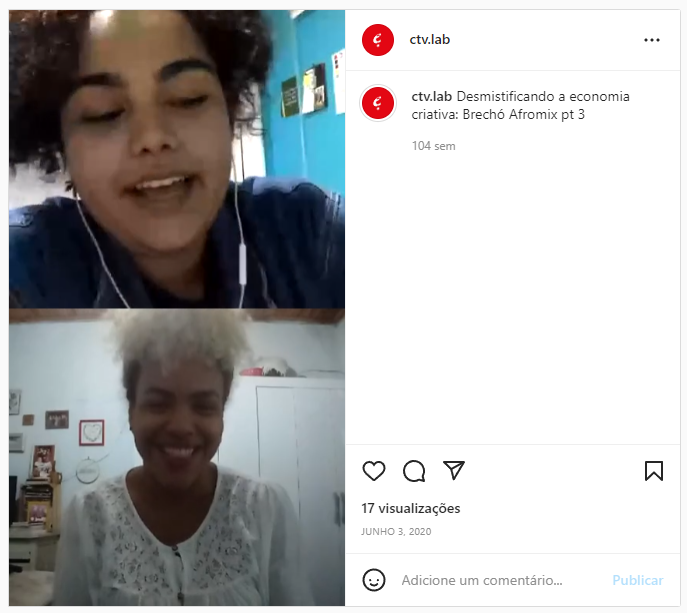 ctv.lab
ctv.lab Desmistificando a economia
criativa: Brechó Afromix pt 3
104 sem
17 visualizações
JUNHO 3, 2020
Adicione um comentário... Publicar